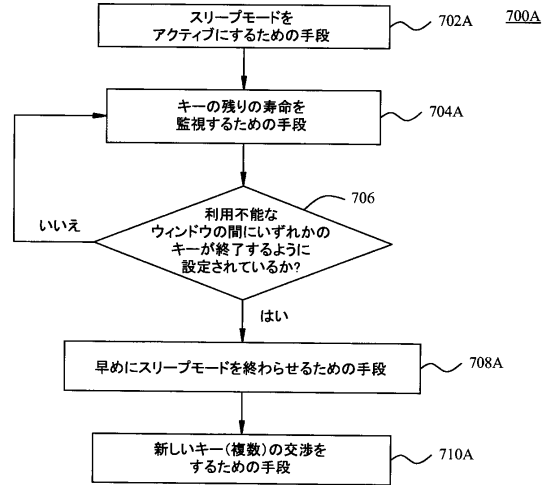 スリープモードを
アクティブにするための手段
702A
700A
キーの残りの寿命を
監視するための手段
704A
706
利用不能な
ウィンドウの間にいずれかの
キーが終了するように
設定されているか?
いいえ
はい
早めにスリープモードを終わらせるための手段
708A
新しいキー(複数)の交渉を
するための手段
710A